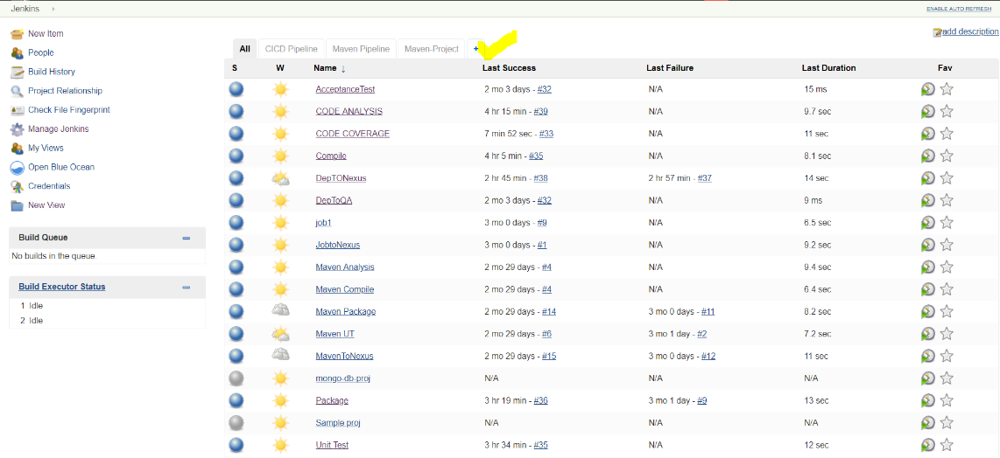 Jenkins
ENABLE AUTO REFRESH
New Item
People
Build History
Project Relationship
Check File Fingerprint
Manage Jenkins
My Views
Open Blue Ocean
Credentials
New View
Build Queue
No builds in the queue.
Build Executor Status
1 Idle
2 Idle
add description
All CICD Pipeline Maven Pipeline Maven-Project +
S W Name ↓ Last Success Last Failure Last Duration Fav
AcceptanceTest 2 mo 3 days - #32 N/A 15 ms
CODE ANALYSIS 4 hr 15 min - #39 N/A 9.7 sec
CODE COVERAGE 7 min 52 sec - #33 N/A 11 sec
Compile 4 hr 5 min - #35 N/A 8.1 sec
DepTONexus 2 hr 45 min - #38 2 hr 57 min - #37 14 sec
DepToQA 2 mo 3 days - #32 N/A 9 ms
job1 3 mo 0 days - #9 N/A 6.5 sec
JobtoNexus 3 mo 0 days - #1 N/A 9.2 sec
Maven Analysis 2 mo 29 days - #4 N/A 9.4 sec
Maven Compile 2 mo 29 days - #4 N/A 6.4 sec
Maven Package 2 mo 29 days - #14 3 mo 0 days - #11 8.2 sec
Maven UT 2 mo 29 days - #6 3 mo 1 day - #2 7.2 sec
MavenToNexus 2 mo 29 days - #15 3 mo 0 days - #12 11 sec
mongo-db-proj N/A N/A N/A
Package 3 hr 19 min - #36 3 mo 1 day - #9 13 sec
Sample proj N/A N/A N/A
Unit Test 3 hr 34 min - #35 N/A 12 sec